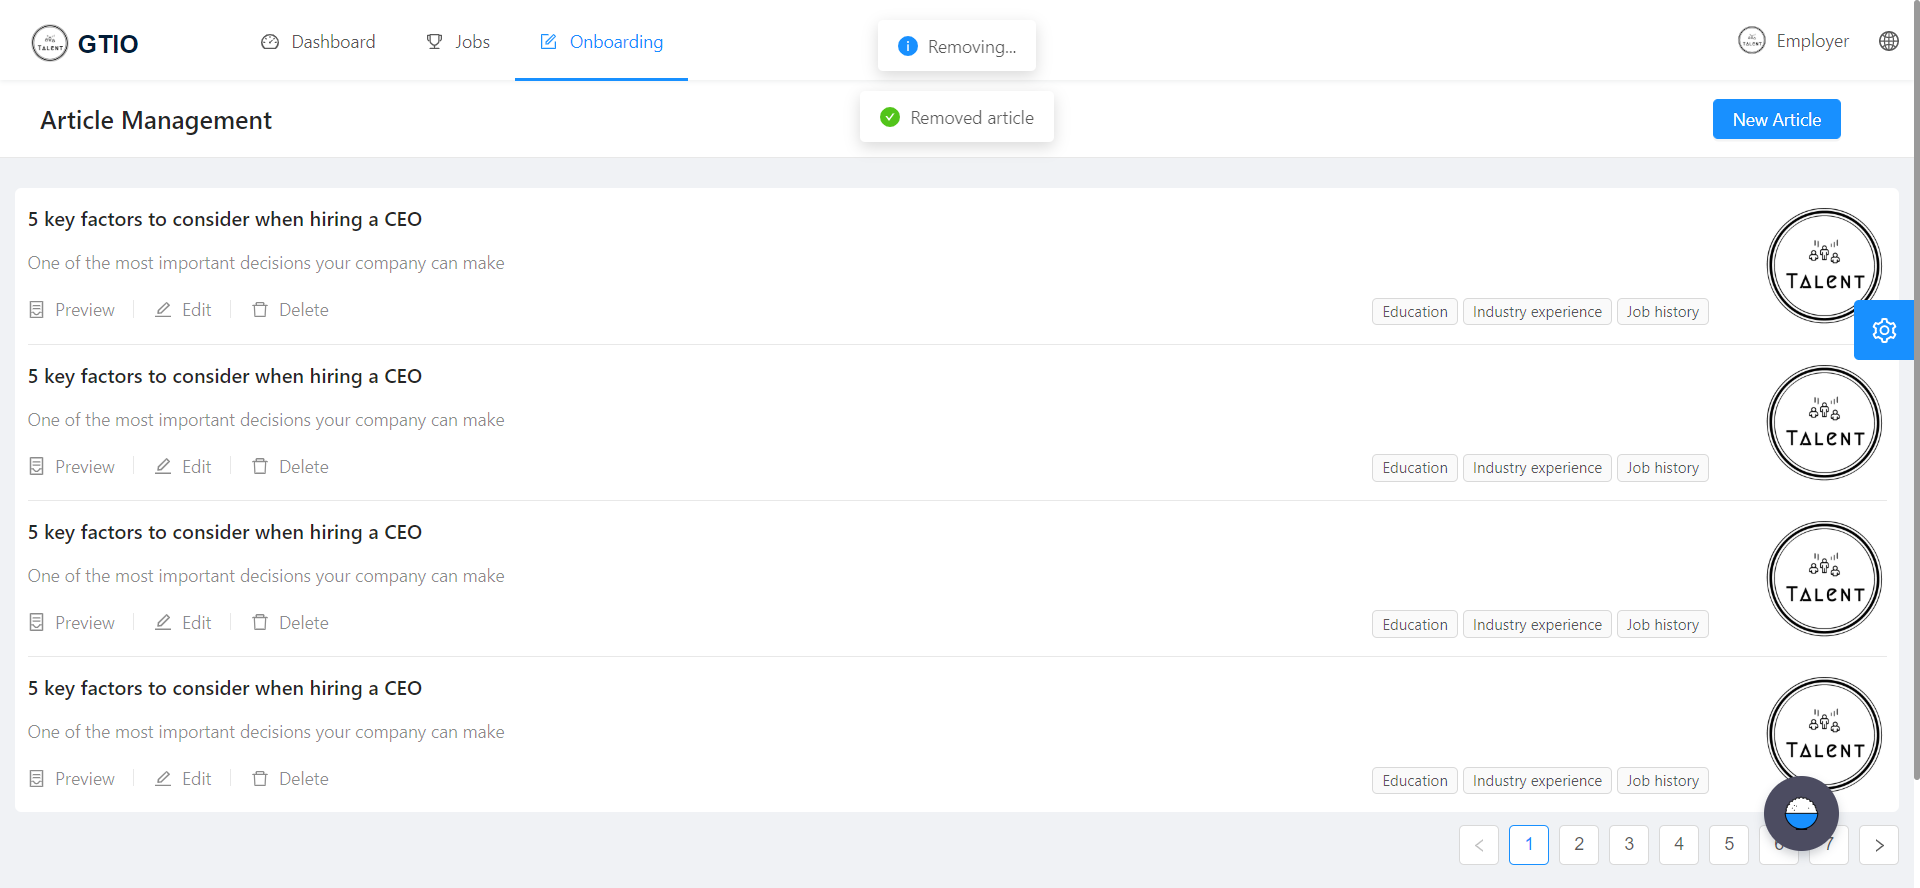 TALENT GTIO Dashboard Jobs Onboarding Removing... TALENT Employer
Removed article
Article Management New Article
5 key factors to consider when hiring a CEO
One of the most important decisions your company can make
TALENT
Preview Edit Delete Education Industry experience Job history
5 key factors to consider when hiring a CEO
One of the most important decisions your company can make
TALENT
Preview Edit Delete Education Industry experience Job history
5 key factors to consider when hiring a CEO
One of the most important decisions your company can make
TALENT
Preview Edit Delete Education Industry experience Job history
5 key factors to consider when hiring a CEO
One of the most important decisions your company can make
TALENT
Preview Edit Delete Education Industry experience Job history
< 1 2 3 4 5 6 7 >